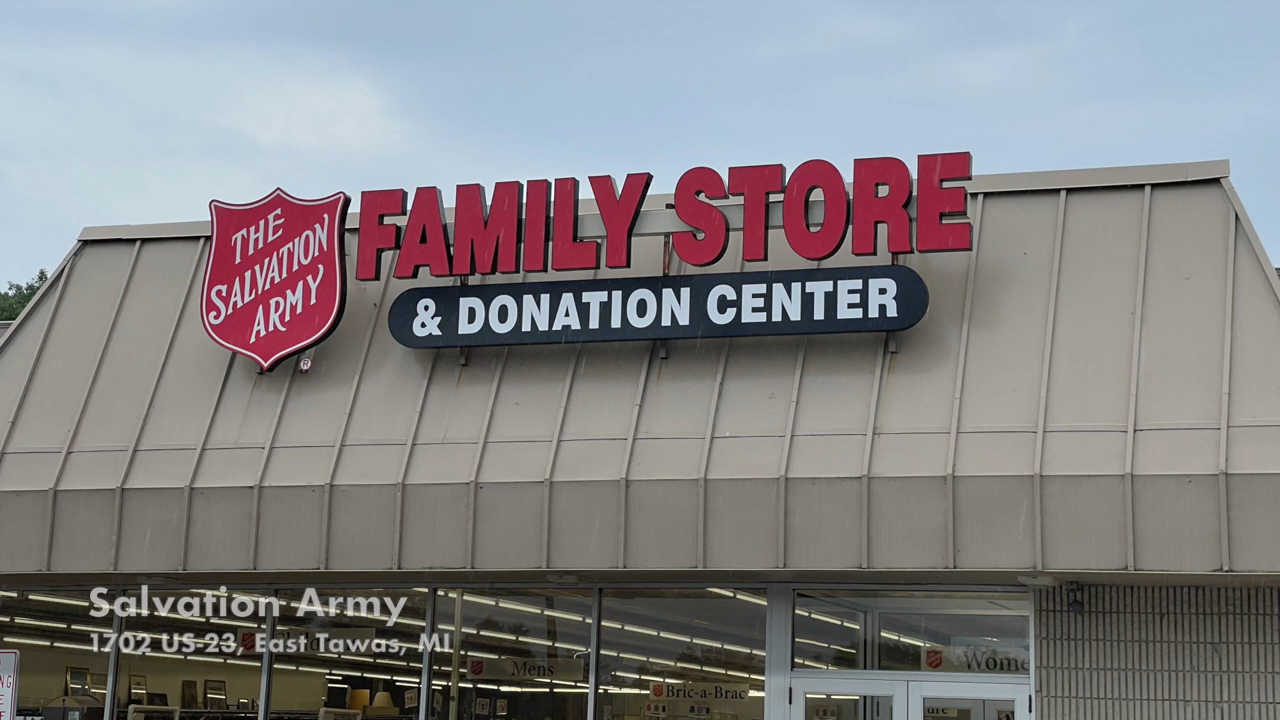 THE
SALVATION
ARMY
®
FAMILY STORE
& DONATION CENTER
Salvation Army
1702 US-23, East Tawas, MI
Mens
Bric-a-Brac
Wome